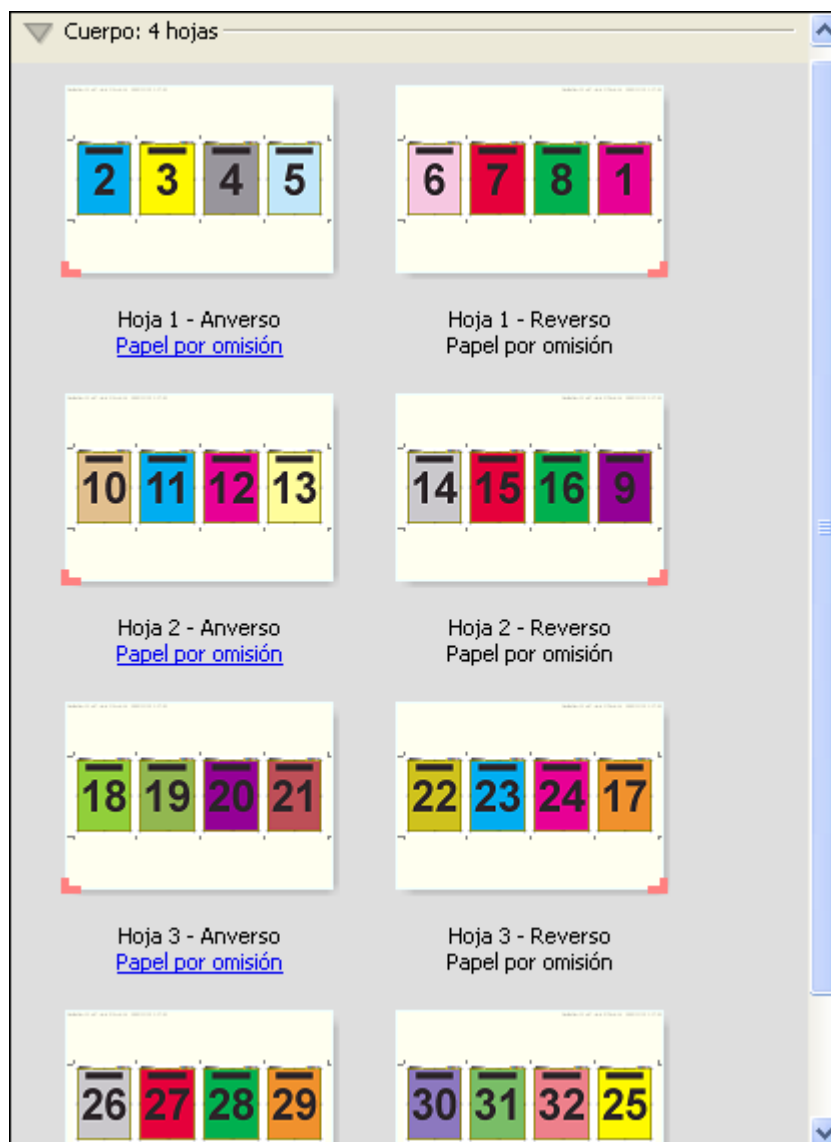 Cuerpo: 4 hojas
2 3 4 5
6 7 8 1
Hoja 1 - Anverso
Papel por omisión
Hoja 1 - Reverso
Papel por omisión
10 11 12 13
14 15 16 9
Hoja 2 - Anverso
Papel por omisión
Hoja 2 - Reverso
Papel por omisión
18 19 20 21
22 23 24 17
Hoja 3 - Anverso
Papel por omisión
Hoja 3 - Reverso
Papel por omisión
26 27 28 29
30 31 32 25